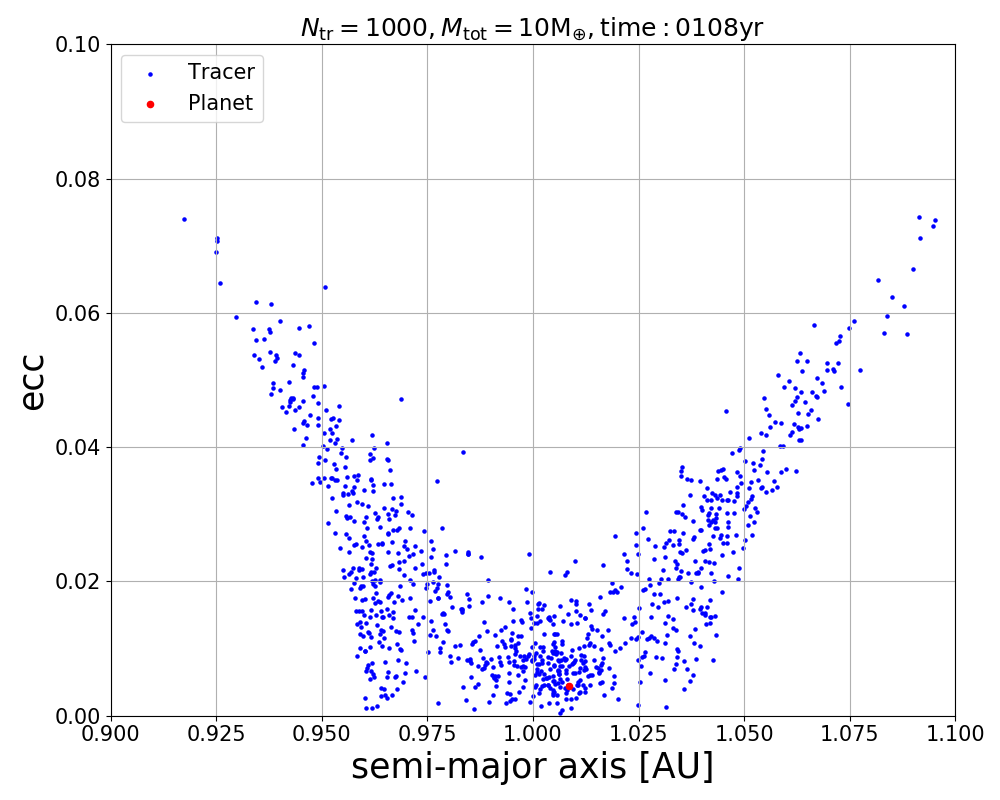 N_tr = 1000, M_tot = 10M_⊕, time : 0108yr
Tracer
Planet
ecc
0.10
0.08
0.06
0.04
0.02
0.00
0.900 0.925 0.950 0.975 1.000 1.025 1.050 1.075 1.100
semi-major axis [AU]